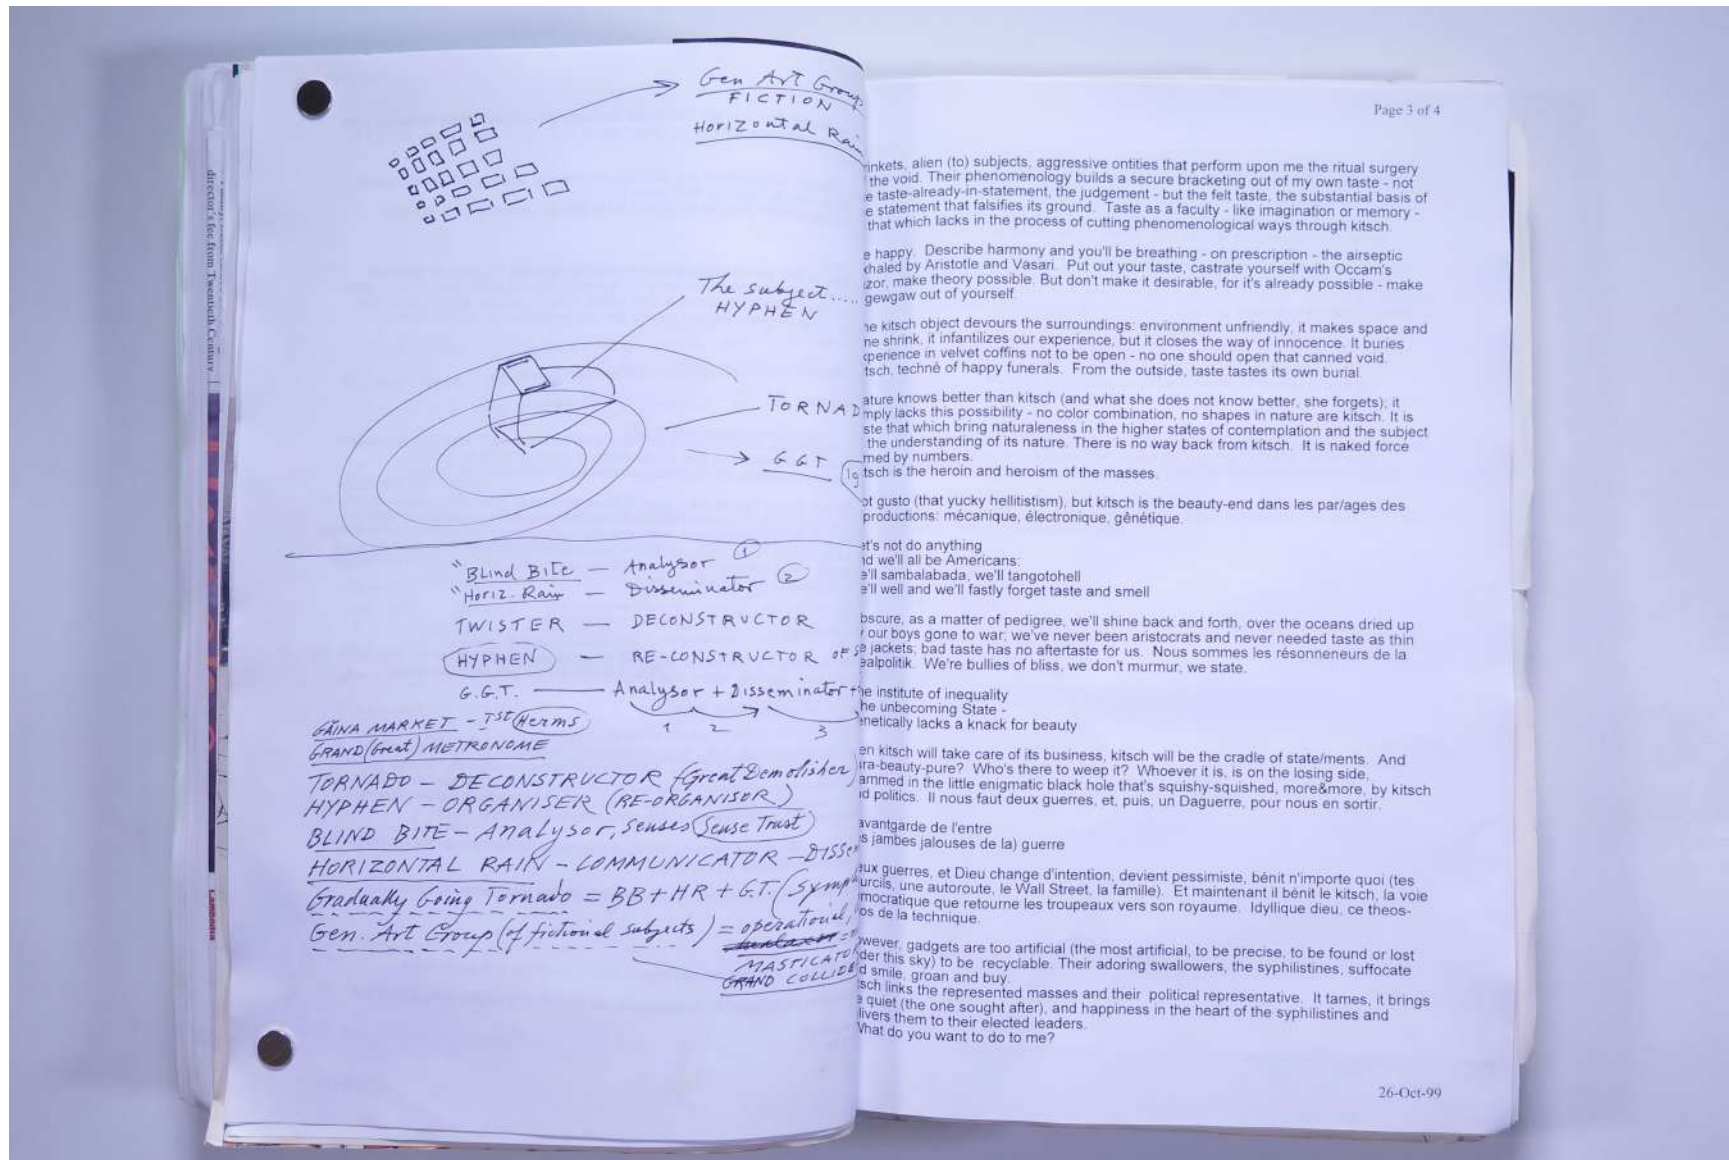 Gen Art Group
FICTION
Horizontal Rain
The subject.....
HYPHEN
TORNAD
G.G.T
"BLind BITe — Analysor 1
"Horiz. Rain — Disseminator 2
TWISTER — DECONSTRUCTOR
HYPHEN — RE-CONSTRUCTOR OF
G.G.T. — Analysor + Disseminator +
1 2 3
GĂINA MARKET - 1ST Herms
GRAND (Great) METRONOME
TORNADO — DECONSTRUCTOR (Great Demolisher)
HYPHEN — ORGANISER (RE-ORGANISOR)
BLIND BITE — Analysor, senses Sense Trust
HORIZONTAL RAIN — COMMUNICATOR — DISSE
Gradually Going Tornado = BB + HR + G.T. (Symp
Gen. Art Group (of fictional subjects) = operational,
MASTICATO
GRAND COLLIDE
director's fee from Twentieth Century
Lambirda
Page 3 of 4
inkets, alien (to) subjects, aggressive ontities that perform upon me the ritual surgery
the void. Their phenomenology builds a secure bracketing out of my own taste - not
e taste-already-in-statement, the judgement - but the felt taste, the substantial basis of
e statement that falsifies its ground. Taste as a faculty - like imagination or memory -
that which lacks in the process of cutting phenomenological ways through kitsch.
e happy. Describe harmony and you'll be breathing - on prescription - the airseptic
haled by Aristotle and Vasari. Put out your taste, castrate yourself with Occam's
zor, make theory possible. But don't make it desirable, for it's already possible - make
gewgaw out of yourself.
he kitsch object devours the surroundings: environment unfriendly, it makes space and
me shrink, it infantilizes our experience, but it closes the way of innocence. It buries
xperience in velvet coffins not to be open - no one should open that canned void.
tsch, techné of happy funerals. From the outside, taste tastes its own burial.
ature knows better than kitsch (and what she does not know better, she forgets); it
mply lacks this possibility - no color combination, no shapes in nature are kitsch. It is
ste that which bring naturaleness in the higher states of contemplation and the subject
the understanding of its nature. There is no way back from kitsch. It is naked force
med by numbers.
tsch is the heroin and heroism of the masses.
ot gusto (that yucky hellitistism), but kitsch is the beauty-end dans les par/ages des
productions: mécanique, électronique, génétique.
et's not do anything
nd we'll all be Americans:
e'll sambalabada, we'll tangotohell
e'll well and we'll fastly forget taste and smell
bscure, as a matter of pedigree, we'll shine back and forth, over the oceans dried up
our boys gone to war; we've never been aristocrats and never needed taste as thin
e jackets; bad taste has no aftertaste for us. Nous sommes les résonneneurs de la
ealpolitik. We're bullies of bliss, we don't murmur, we state.
he institute of inequality
he unbecoming State -
enetically lacks a knack for beauty
en kitsch will take care of its business, kitsch will be the cradle of state/ments. And
ura-beauty-pure? Who's there to weep it? Whoever it is, is on the losing side,
ammed in the little enigmatic black hole that's squishy-squished, more&more, by kitsch
nd politics. Il nous faut deux guerres, et, puis, un Daguerre, pour nous en sortir.
avantgarde de l'entre
s jambes jalouses de la) guerre
eux guerres, et Dieu change d'intention, devient pessimiste, bénit n'importe quoi (tes
urcils, une autoroute, le Wall Street, la famille). Et maintenant il bénit le kitsch, la voie
mocratique que retourne les troupeaux vers son royaume. Idyllique dieu, ce theos-
os de la technique.
owever, gadgets are too artificial (the most artificial, to be precise, to be found or lost
der this sky) to be recyclable. Their adoring swallowers, the syphilistines, suffocate
d smile, groan and buy.
sch links the represented masses and their political representative. It tames, it brings
e quiet (the one sought after), and happiness in the heart of the syphilistines and
livers them to their elected leaders.
What do you want to do to me?
26-Oct-99